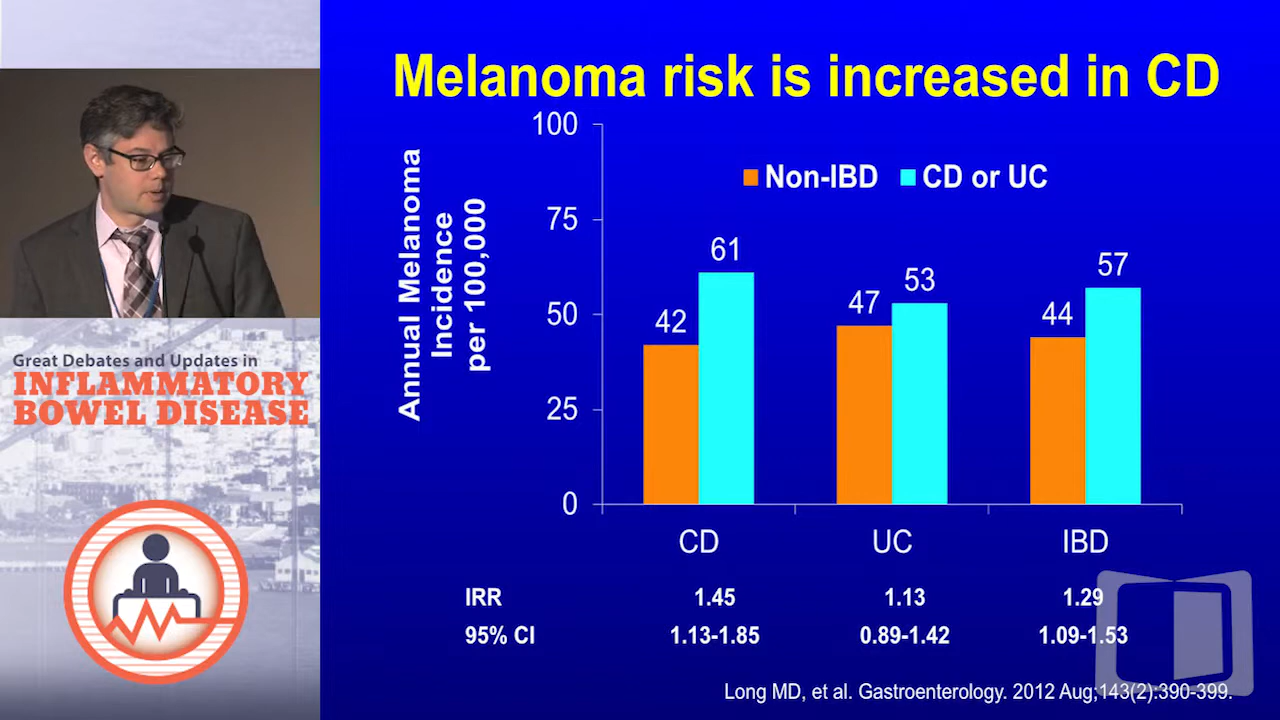 Melanoma risk is increased in CD
Annual Melanoma
Incidence
per 100,000
100
75
50
25
0
Non-IBD CD or UC
42 61 47 53 44 57
CD UC IBD
IRR 1.45 1.13 1.29
95% CI 1.13-1.85 0.89-1.42 1.09-1.53
Long MD, et al. Gastroenterology. 2012 Aug;143(2):390-399.
Great Debates and Updates in
INFLAMMATORY
BOWEL DISEASE